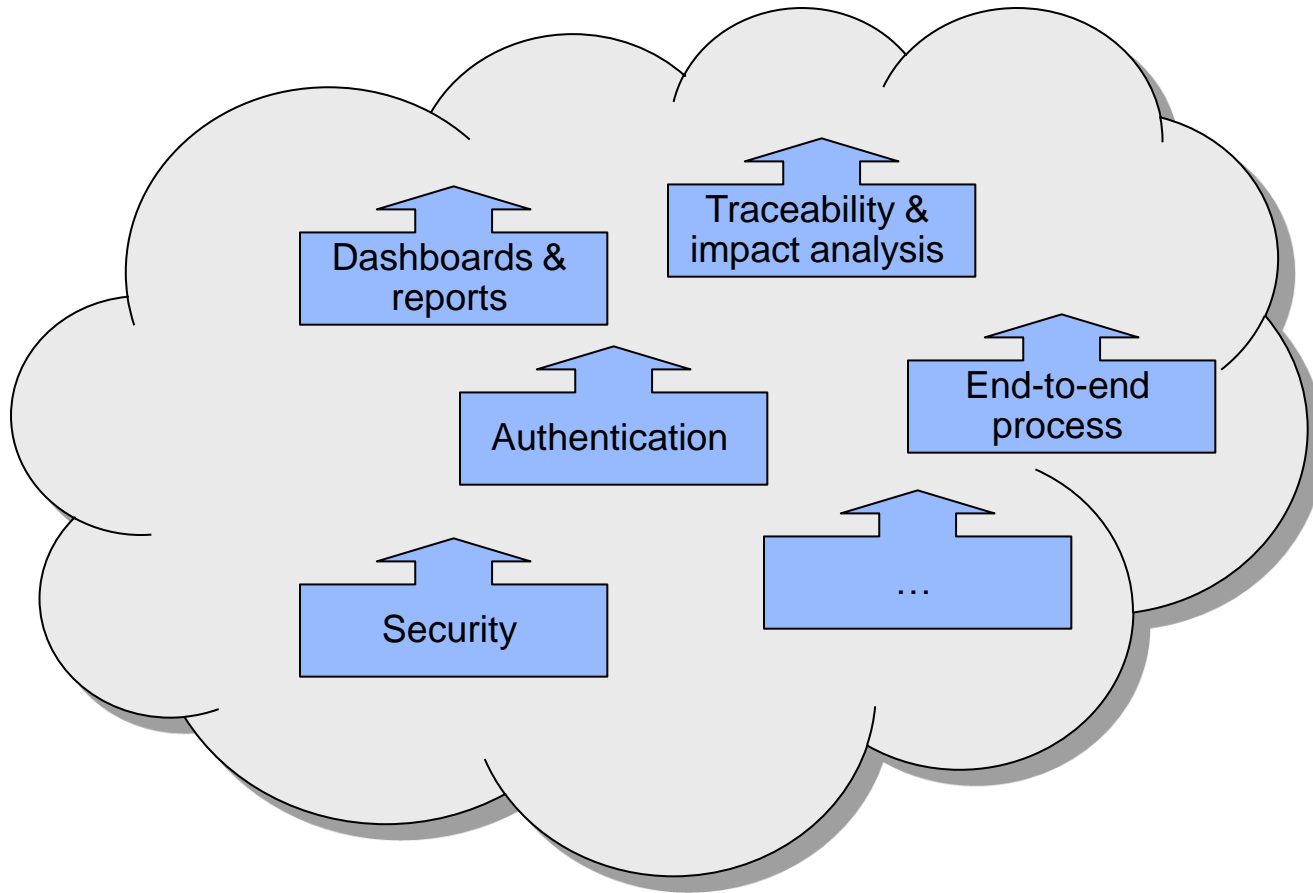 Traceability &
impact analysis
Dashboards &
reports
End-to-end
process
Authentication
…
Security